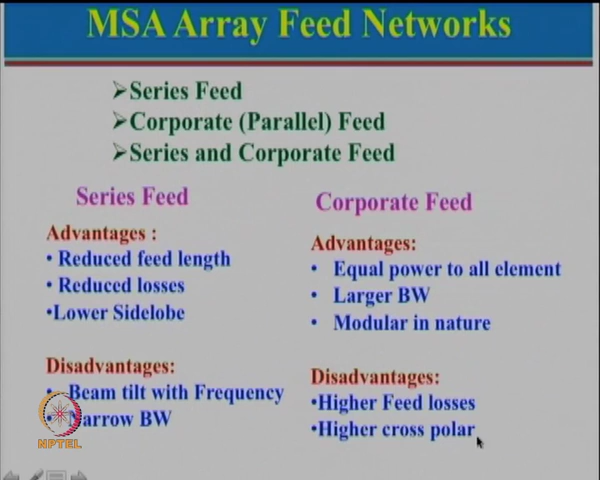 MSA Array Feed Networks
➢Series Feed
➢Corporate (Parallel) Feed
➢Series and Corporate Feed
Series Feed
Advantages :
• Reduced feed length
• Reduced losses
•Lower Sidelobe
Disadvantages:
• Beam tilt with Frequency
• Narrow BW
Corporate Feed
Advantages:
• Equal power to all element
• Larger BW
• Modular in nature
Disadvantages:
•Higher Feed losses
•Higher cross polar
NPTEL